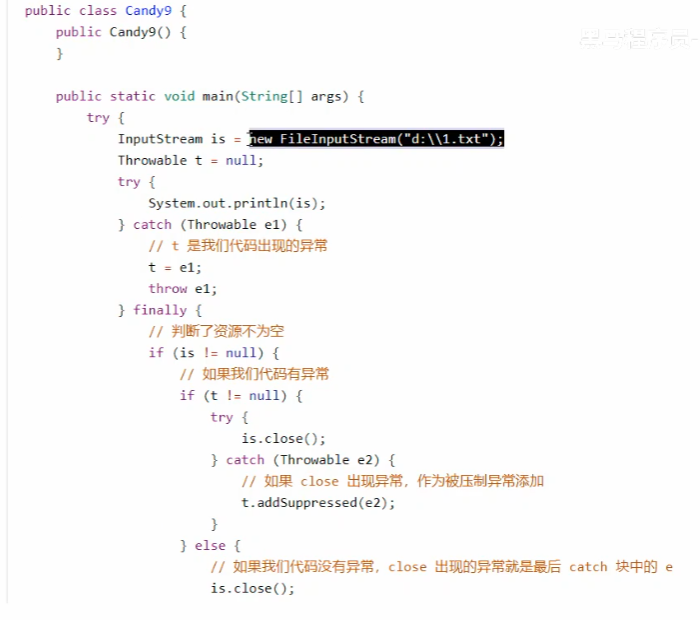 public class Candy9 {
    public Candy9() {
    }

    public static void main(String[] args) {
        try {
            InputStream is = new FileInputStream("d:\\1.txt");
            Throwable t = null;
            try {
                System.out.println(is);
            } catch (Throwable e1) {
                // t 是我们代码出现的异常
                t = e1;
                throw e1;
            } finally {
                // 判断了资源不为空
                if (is != null) {
                    // 如果我们代码有异常
                    if (t != null) {
                        try {
                            is.close();
                        } catch (Throwable e2) {
                            // 如果 close 出现异常，作为被压制异常添加
                            t.addSuppressed(e2);
                        }
                    } else {
                        // 如果我们代码没有异常，close 出现的异常就是最后 catch 块中的 e
                        is.close();